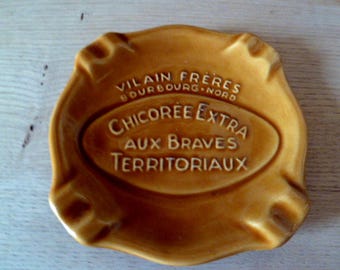 VILAIN FRÈRES
BOURBOURG-NORD
CHICORÉE EXTRA
AUX BRAVES
TERRITORIAUX